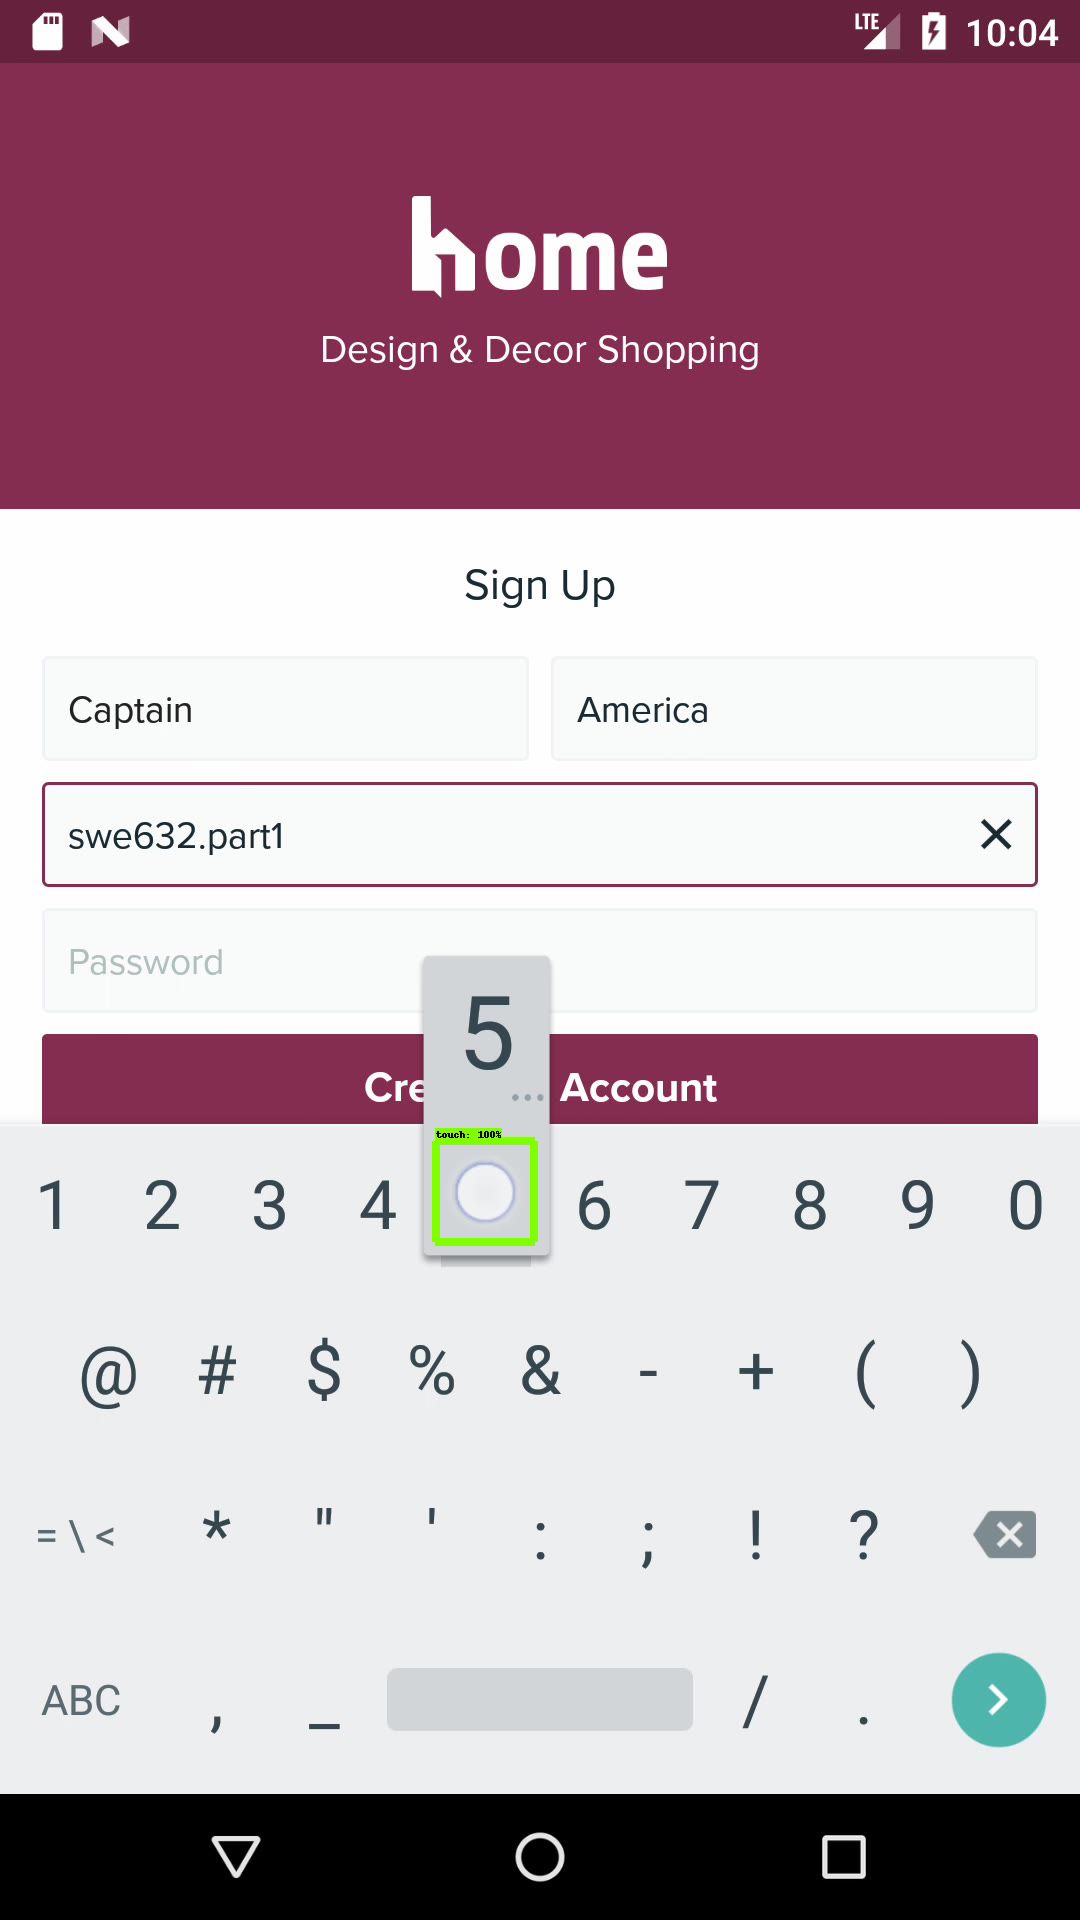 LTE 10:04
home
Design & Decor Shopping
Sign Up
Captain America
swe632.part1
Password
5
Cre Account
touch: 100%
1 2 3 4 6 7 8 9 0
@ # $ % & - + ( )
= \ < * " ' : ; ! ?
ABC , _ / .